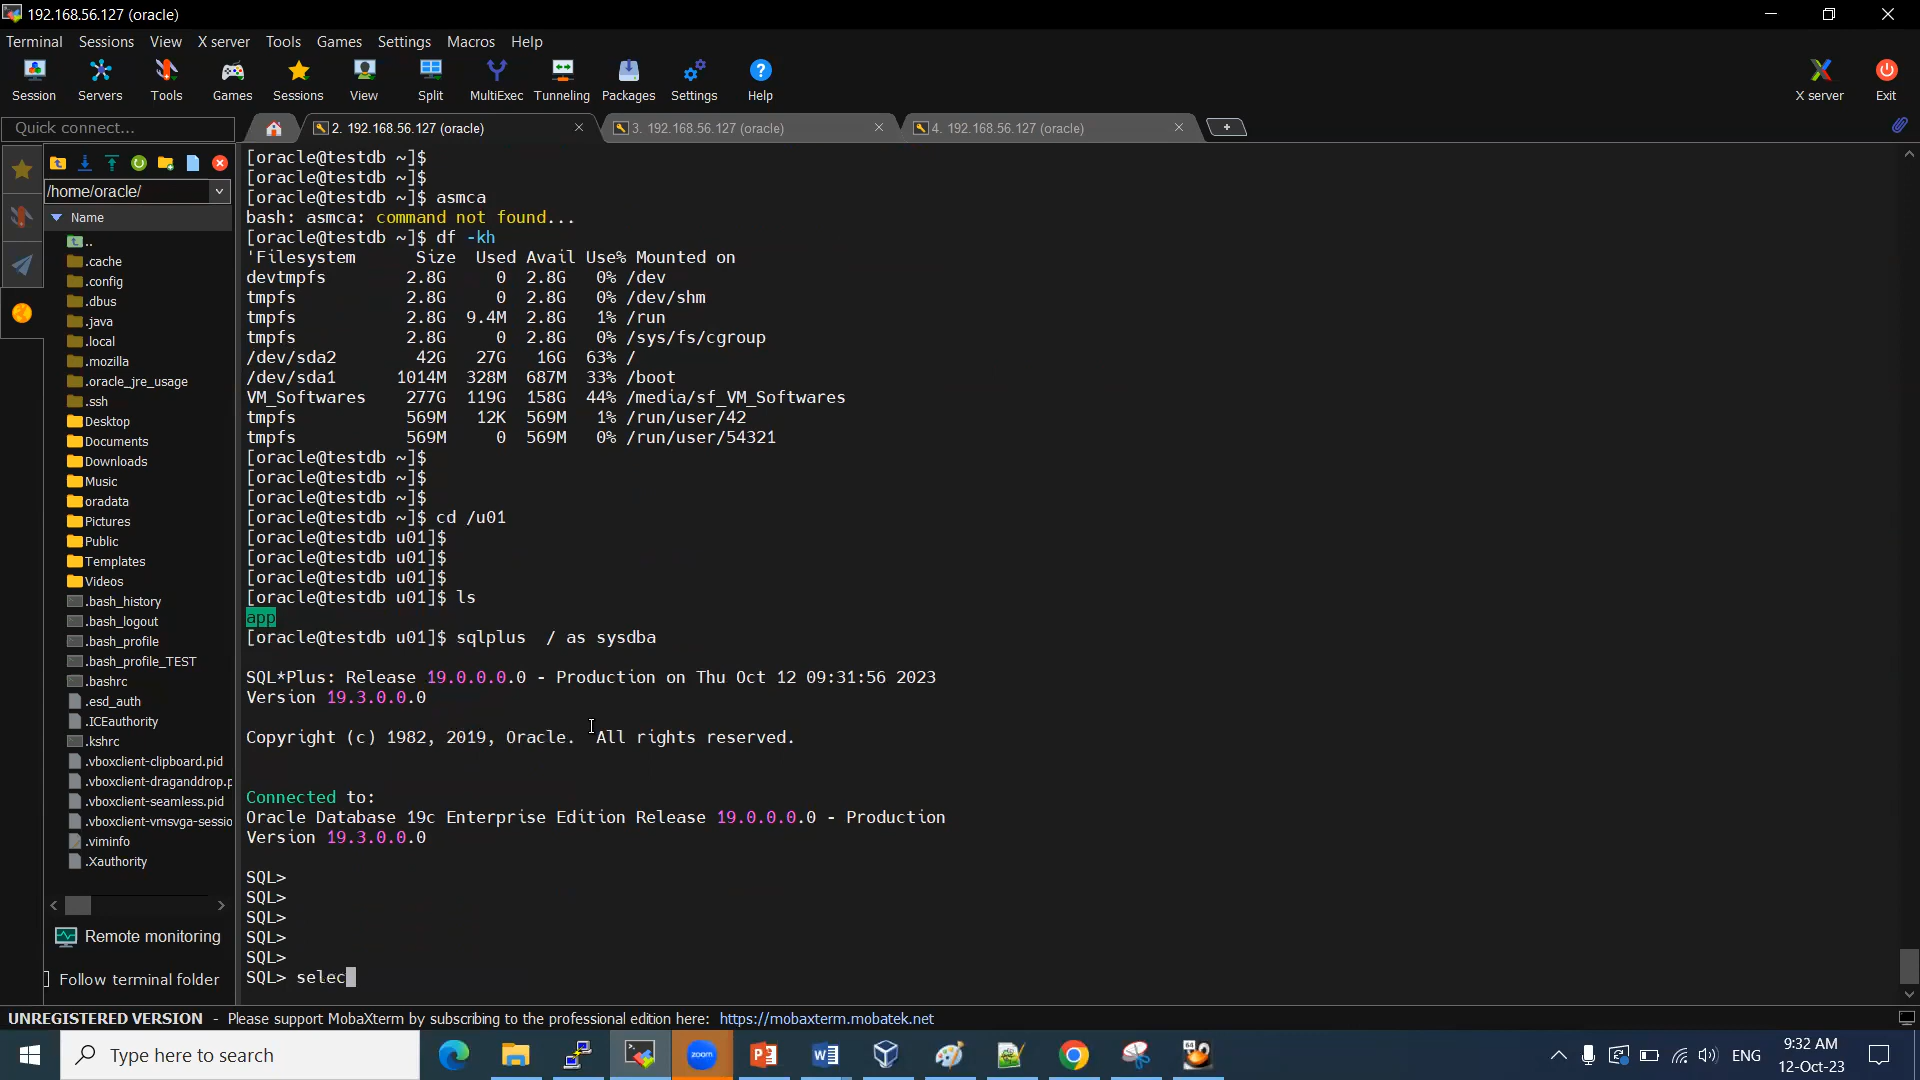 192.168.56.127 (oracle)
Terminal Sessions View X server Tools Games Settings Macros Help
Session Servers Tools Games Sessions View Split MultiExec Tunneling Packages Settings Help X server Exit
Quick connect... 2. 192.168.56.127 (oracle) 3. 192.168.56.127 (oracle) 4. 192.168.56.127 (oracle)
/home/oracle/
Name
..
.cache
.config
.dbus
.java
.local
.mozilla
.oracle_jre_usage
.ssh
Desktop
Documents
Downloads
Music
oradata
Pictures
Public
Templates
Videos
.bash_history
.bash_logout
.bash_profile
.bash_profile_TEST
.bashrc
.esd_auth
.ICEauthority
.kshrc
.vboxclient-clipboard.pid
.vboxclient-draganddrop.p
.vboxclient-seamless.pid
.vboxclient-vmsvga-sessio
.viminfo
.Xauthority
Remote monitoring
Follow terminal folder
[oracle@testdb ~]$
[oracle@testdb ~]$
[oracle@testdb ~]$ asmca
bash: asmca: command not found...
[oracle@testdb ~]$ df -kh
'Filesystem      Size  Used Avail Use% Mounted on
devtmpfs        2.8G     0  2.8G   0% /dev
tmpfs           2.8G     0  2.8G   0% /dev/shm
tmpfs           2.8G  9.4M  2.8G   1% /run
tmpfs           2.8G     0  2.8G   0% /sys/fs/cgroup
/dev/sda2        42G   27G   16G  63% /
/dev/sda1      1014M  328M  687M  33% /boot
VM_Softwares    277G  119G  158G  44% /media/sf_VM_Softwares
tmpfs           569M   12K  569M   1% /run/user/42
tmpfs           569M     0  569M   0% /run/user/54321
[oracle@testdb ~]$
[oracle@testdb ~]$
[oracle@testdb ~]$
[oracle@testdb ~]$ cd /u01
[oracle@testdb u01]$
[oracle@testdb u01]$
[oracle@testdb u01]$
[oracle@testdb u01]$ ls
app
[oracle@testdb u01]$ sqlplus  / as sysdba
SQL*Plus: Release 19.0.0.0.0 - Production on Thu Oct 12 09:31:56 2023
Version 19.3.0.0.0
Copyright (c) 1982, 2019, Oracle.  All rights reserved.
Connected to:
Oracle Database 19c Enterprise Edition Release 19.0.0.0.0 - Production
Version 19.3.0.0.0
SQL>
SQL>
SQL>
SQL>
SQL>
SQL> selec
UNREGISTERED VERSION - Please support MobaXterm by subscribing to the professional edition here: https://mobaxterm.mobatek.net
Type here to search
zoom
64
ENG
9:32 AM
12-Oct-23